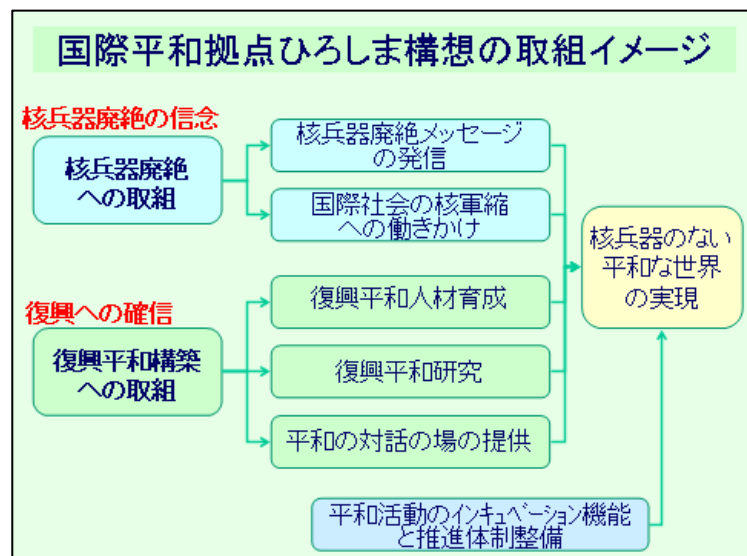 国際平和拠点ひろしま構想の取組イメージ
核兵器廃絶の信念
核兵器廃絶
への取組
核兵器廃絶メッセージ
の発信
国際社会の核軍縮
への働きかけ
復興への確信
復興平和構築
への取組
復興平和人材育成
復興平和研究
平和の対話の場の提供
核兵器のない
平和な世界
の実現
平和活動のインキュベーション機能
と推進体制整備